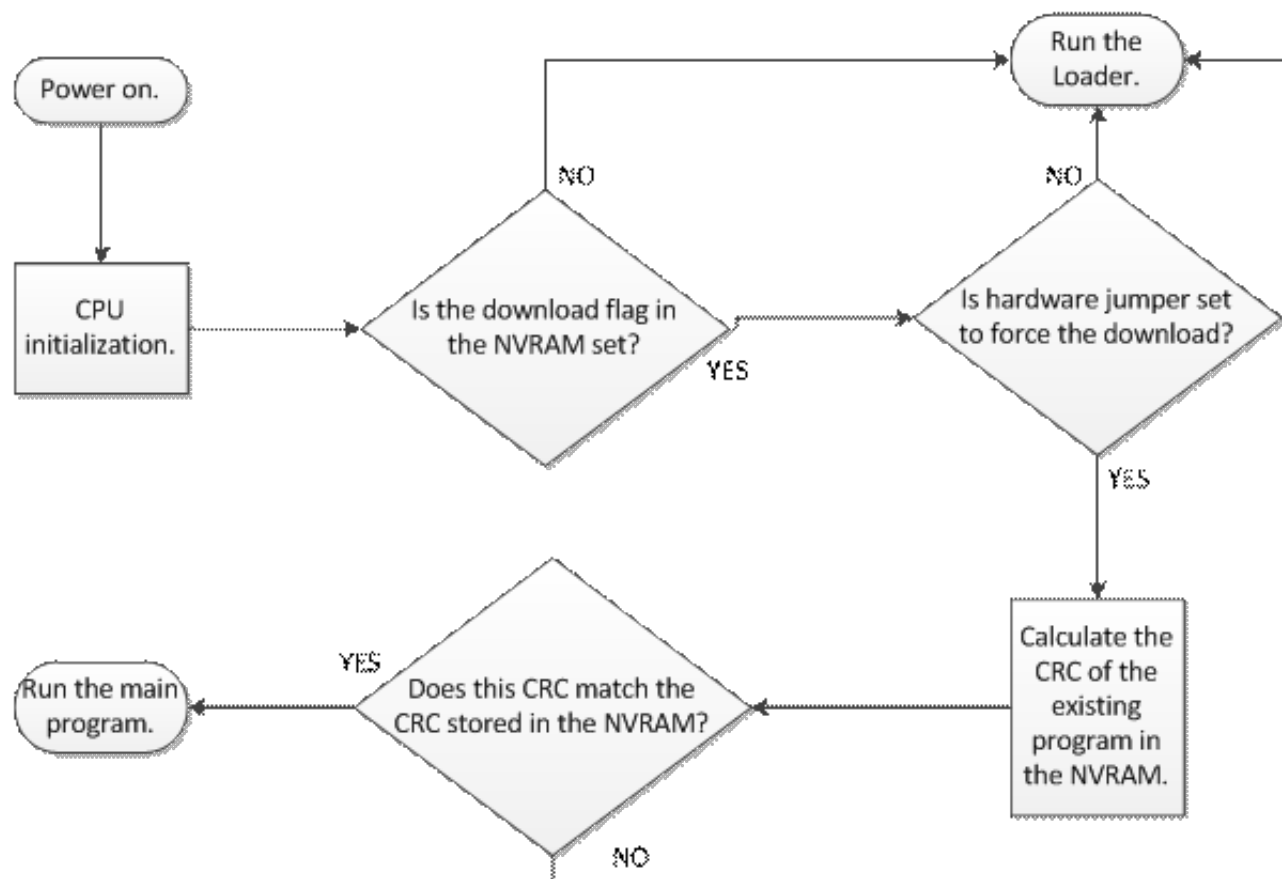 Power on.
CPU
initialization.
NO
Is the download flag in
the NVRAM set?
YES
Run the
Loader.
NO
Is hardware jumper set
to force the download?
YES
Calculate the
CRC of the
existing
program in
the NVRAM.
Does this CRC match the
CRC stored in the NVRAM?
YES
Run the main
program.
NO